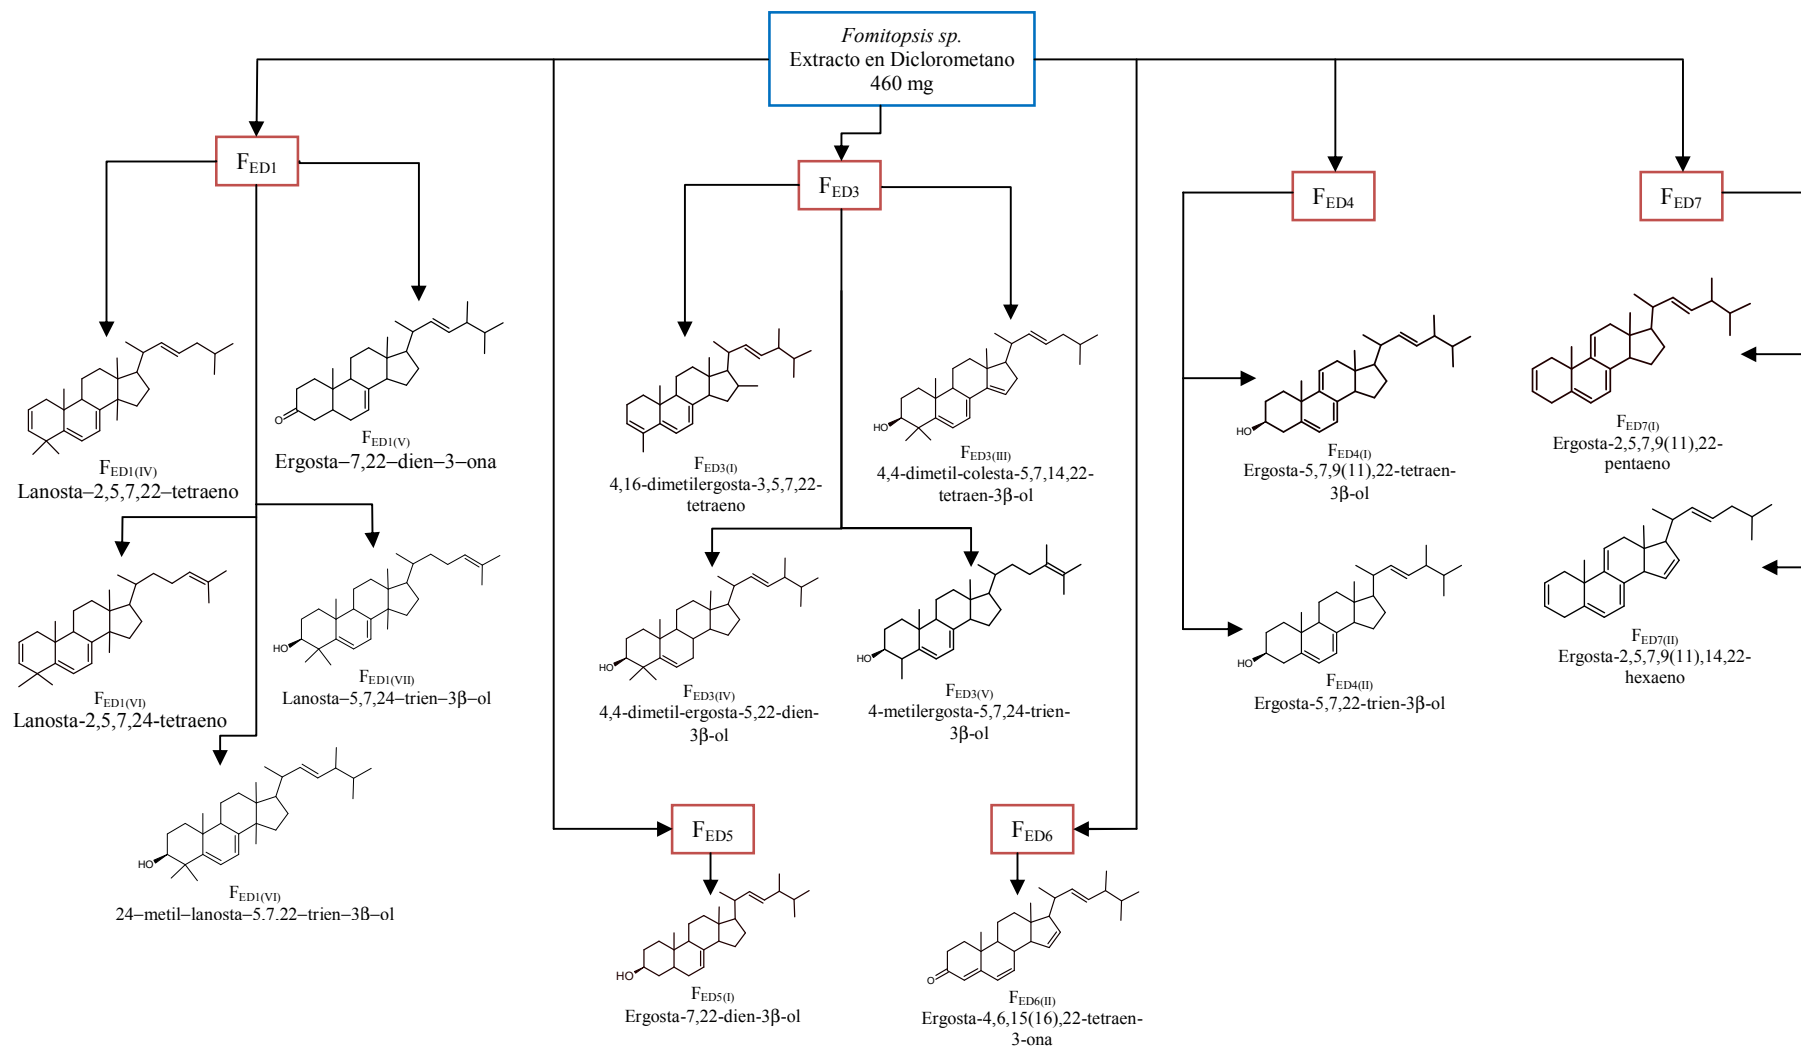 Fomitopsis sp.
Extracto en Diclorometano
460 mg
FED1
FED3
FED4
FED7
FED1(IV)
Lanosta–2,5,7,22–tetraeno
O
FED1(V)
Ergosta–7,22–dien–3–ona
FED3(I)
4,16-dimetilergosta-3,5,7,22-
tetraeno
HO
FED3(III)
4,4-dimetil-colesta-5,7,14,22-
tetraen-3β-ol
HO
FED4(I)
Ergosta-5,7,9(11),22-tetraen-
3β-ol
FED7(I)
Ergosta-2,5,7,9(11),22-
pentaeno
FED1(VI)
Lanosta-2,5,7,24-tetraeno
HO
FED1(VII)
Lanosta–5,7,24–trien–3β–ol
HO
FED3(IV)
4,4-dimetil-ergosta-5,22-dien-
3β-ol
HO
FED3(V)
4-metilergosta-5,7,24-trien-
3β-ol
HO
FED4(II)
Ergosta-5,7,22-trien-3β-ol
FED7(II)
Ergosta-2,5,7,9(11),14,22-
hexaeno
HO
FED1(VI)
24–metil–lanosta–5,7,22–trien–3β–ol
FED5
FED6
HO
FED5(I)
Ergosta-7,22-dien-3β-ol
O
FED6(II)
Ergosta-4,6,15(16),22-tetraen-
3-ona